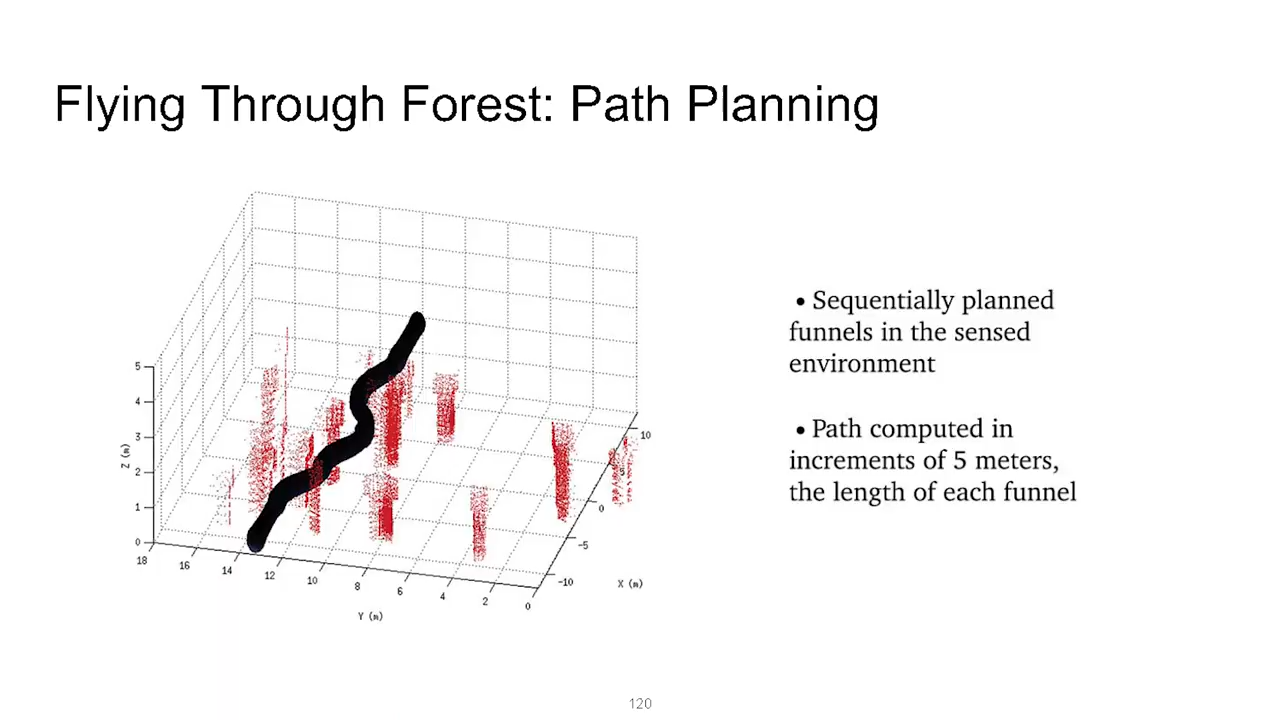 Flying Through Forest: Path Planning
5
4
3
2
1
0
Z (m)
18
16
14
12
10
8
6
4
2
0
Y (m)
10
5
0
-5
-10
X (m)
• Sequentially planned
funnels in the sensed
environment
• Path computed in
increments of 5 meters,
the length of each funnel
120